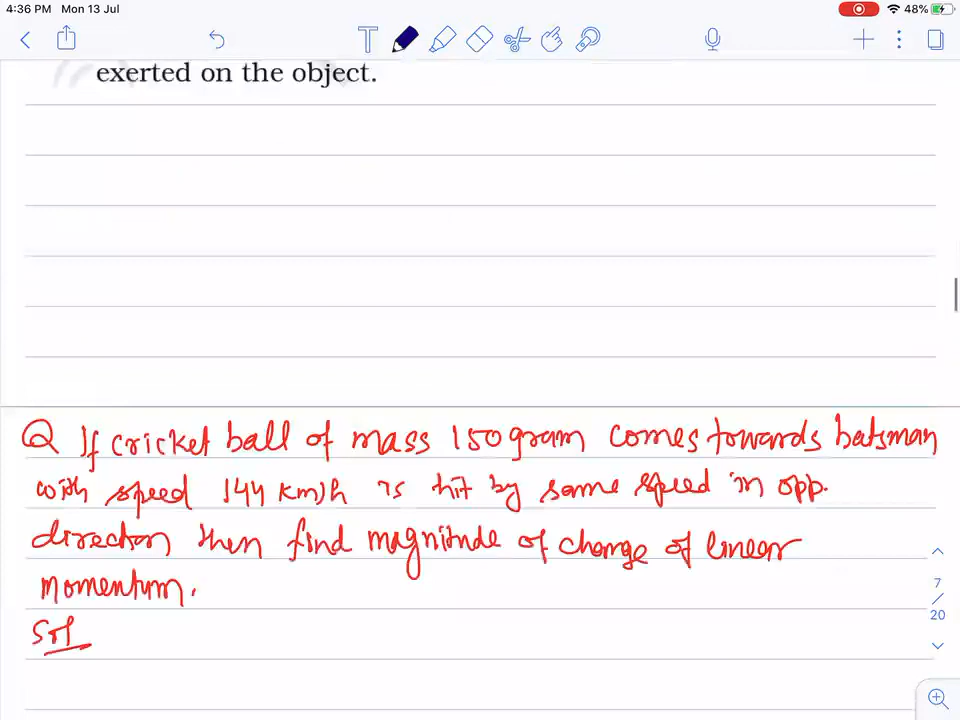 4:36 PM Mon 13 Jul
48%
T
exerted on the object.
Q If cricket ball of mass 150 gram comes towards batsman
with speed 144 km/h is hit by same speed in opp.
direction then find magnitude of change of linear
momentum.
Sol
7
/
20